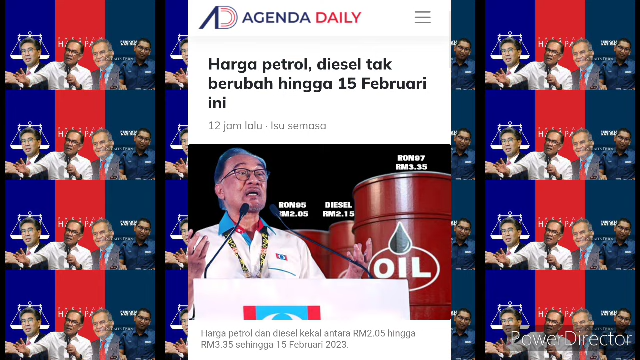 AGENDA DAILY
Harga petrol, diesel tak
berubah hingga 15 Februari
ini
12 jam lalu · Isu semasa
RON97
RM3.35
RON95
RM2.05
DIESEL
RM2.15
OIL
Harga petrol dan diesel kekal antara RM2.05 hingga
RM3.35 sehingga 15 Februari 2023.
PowerDirector